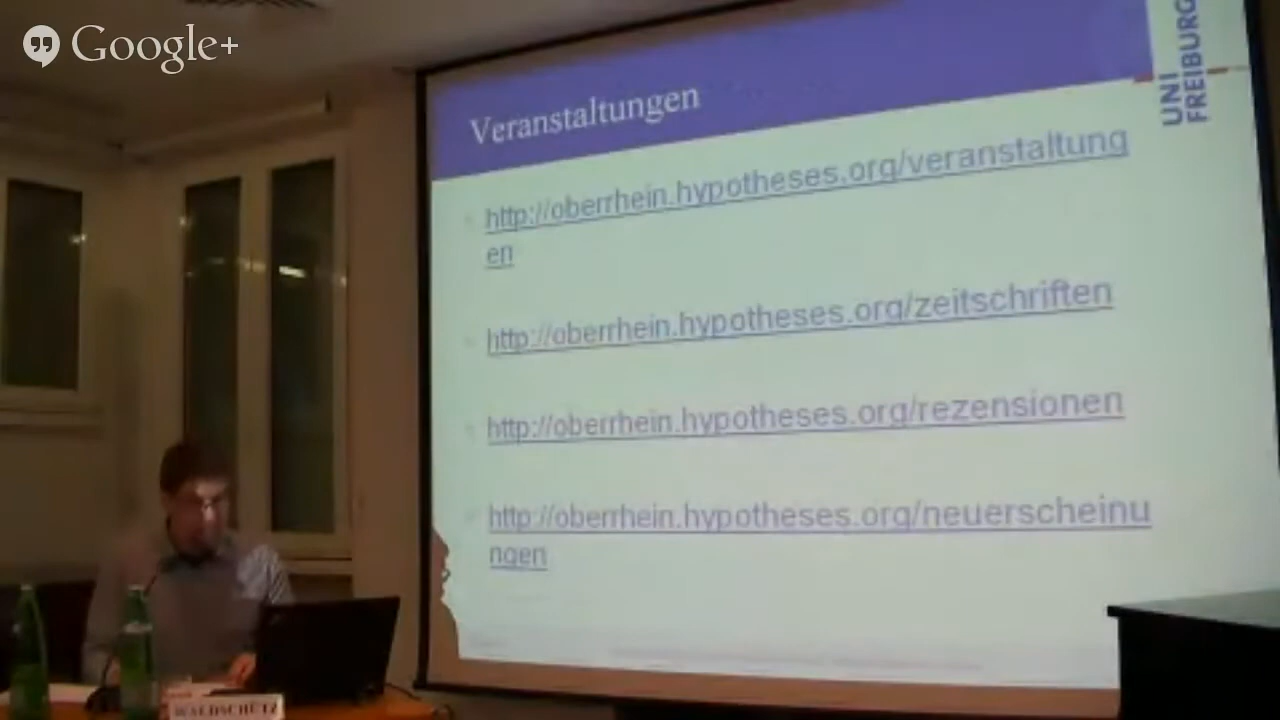 Google+
UNI
FREIBURG
Veranstaltungen
http://oberrhein.hypotheses.org/veranstaltung
en
http://oberrhein.hypotheses.org/zeitschriften
http://oberrhein.hypotheses.org/rezensionen
http://oberrhein.hypotheses.org/neuerscheinu
ngen
WALDSCHÜTZ